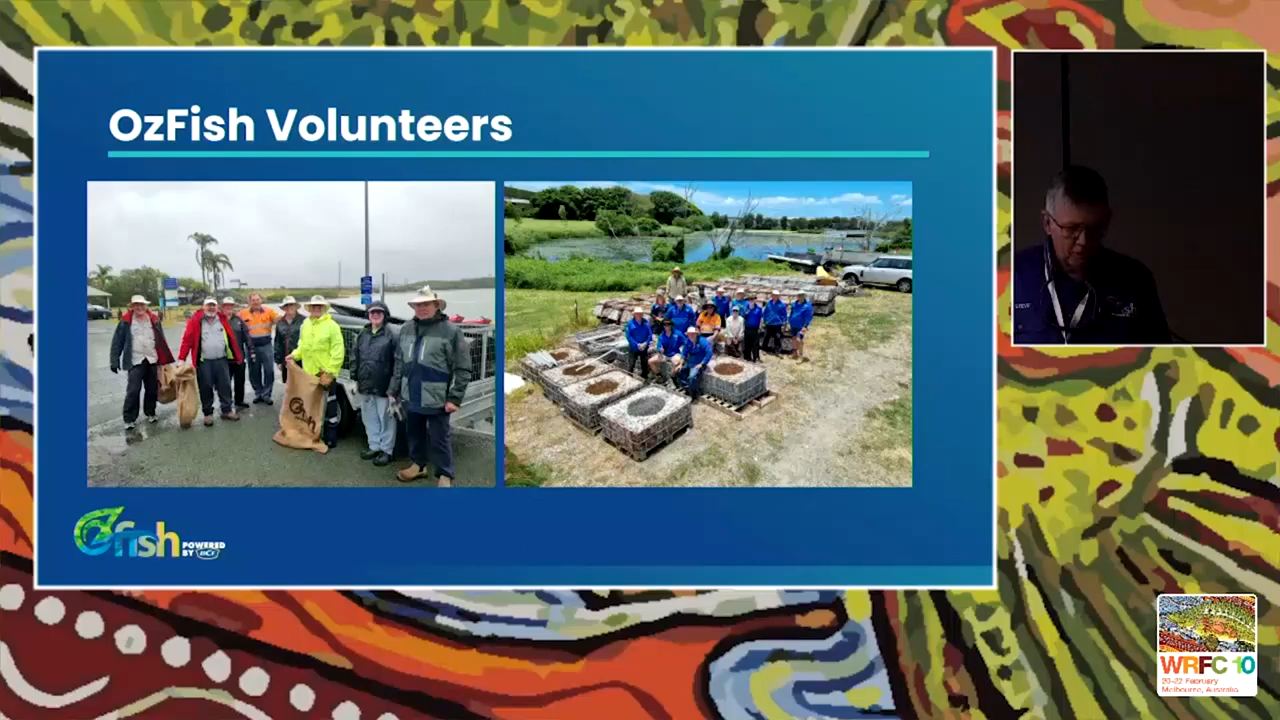 OzFish Volunteers
Ozfish
POWERED
BY BCF
WRFC 10
20-22 February
Melbourne, Australia